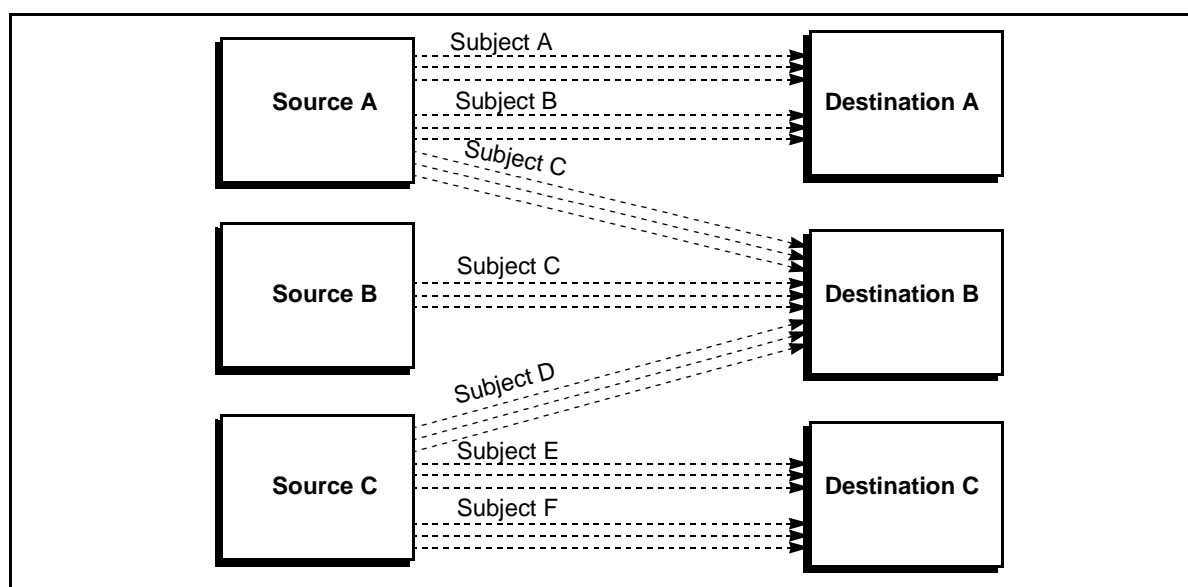 Subject A
Source A
Destination A
Subject B
Subject C
Source B
Subject C
Destination B
Subject D
Source C
Subject E
Destination C
Subject F